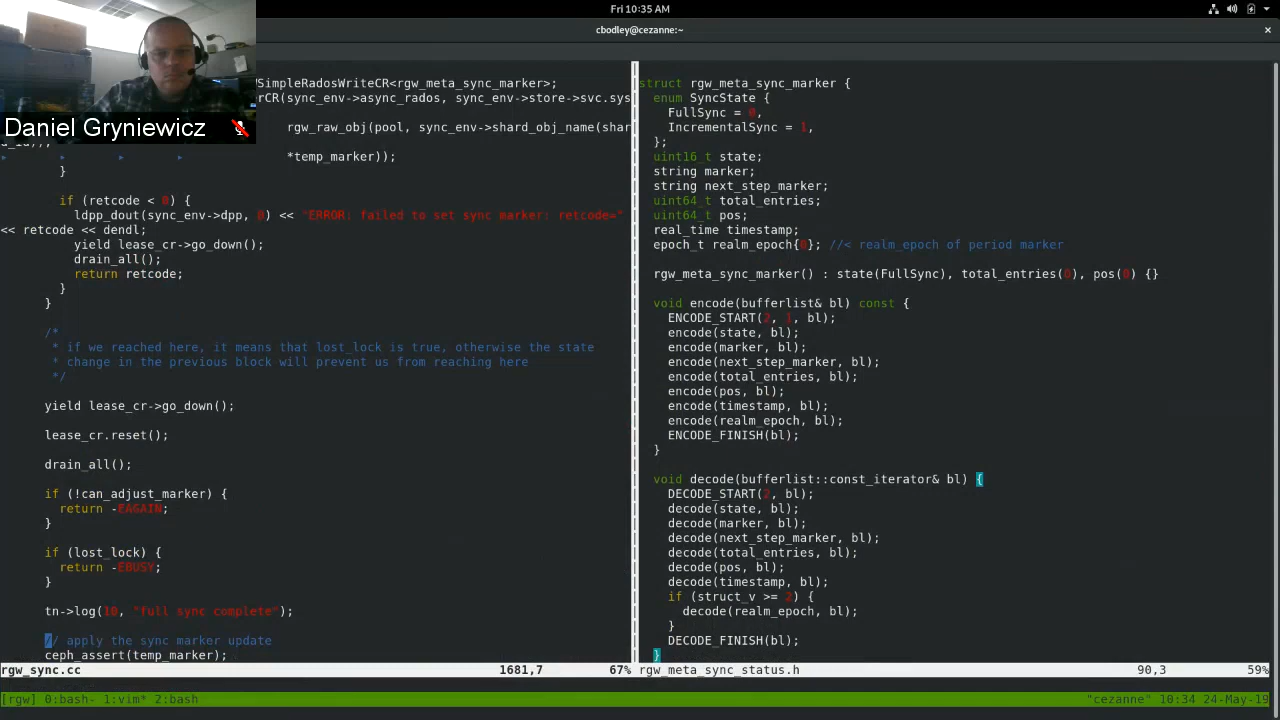 Fri 10:35 AM
cbodley@cezanne:~
×
Daniel Gryniewicz
WSimpleRadosWriteCR<rgw_meta_sync_marker>;
erCR(sync_env->async_rados, sync_env->store->svc.sys
rgw_raw_obj(pool, sync_env->shard_obj_name(shar
d_id)),
*temp_marker));
}
if (retcode < 0) {
ldpp_dout(sync_env->dpp, 0) << "ERROR: failed to set sync marker: retcode="
<< retcode << dendl;
yield lease_cr->go_down();
drain_all();
return retcode;
}
}
/*
* if we reached here, it means that lost_lock is true, otherwise the state
* change in the previous block will prevent us from reaching here
*/
yield lease_cr->go_down();
lease_cr.reset();
drain_all();
if (!can_adjust_marker) {
return -EAGAIN;
}
if (lost_lock) {
return -EBUSY;
}
tn->log(10, "full sync complete");
// apply the sync marker update
ceph_assert(temp_marker);
rgw_sync.cc 1681,7 67%
struct rgw_meta_sync_marker {
enum SyncState {
FullSync = 0,
IncrementalSync = 1,
};
uint16_t state;
string marker;
string next_step_marker;
uint64_t total_entries;
uint64_t pos;
real_time timestamp;
epoch_t realm_epoch{0}; //< realm_epoch of period marker
rgw_meta_sync_marker() : state(FullSync), total_entries(0), pos(0) {}
void encode(bufferlist& bl) const {
ENCODE_START(2, 1, bl);
encode(state, bl);
encode(marker, bl);
encode(next_step_marker, bl);
encode(total_entries, bl);
encode(pos, bl);
encode(timestamp, bl);
encode(realm_epoch, bl);
ENCODE_FINISH(bl);
}
void decode(bufferlist::const_iterator& bl) {
DECODE_START(2, bl);
decode(state, bl);
decode(marker, bl);
decode(next_step_marker, bl);
decode(total_entries, bl);
decode(pos, bl);
decode(timestamp, bl);
if (struct_v >= 2) {
decode(realm_epoch, bl);
}
DECODE_FINISH(bl);
}
rgw_meta_sync_status.h 90,3 59%
[rgw] 0:bash- 1:vim* 2:bash "cezanne" 10:34 24-May-19